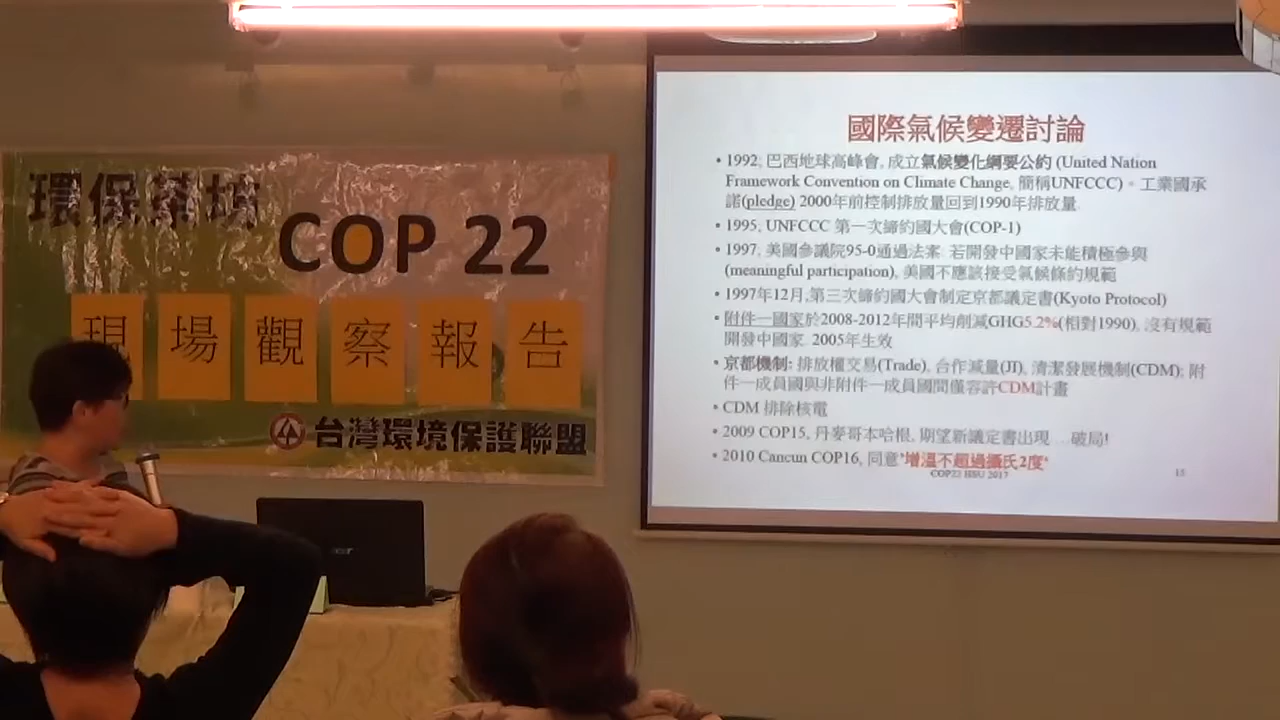 環保茶坊
COP 22
現場觀察報告
台灣環境保護聯盟
acer
國際氣候變遷討論
• 1992, 巴西地球高峰會, 成立氣候變化綱要公約 (United Nation
Framework Convention on Climate Change, 簡稱UNFCCC)。工業國承
諾(pledge) 2000年前控制排放量回到1990年排放量.
• 1995, UNFCCC 第一次締約國大會(COP-1)
• 1997, 美國參議院95-0通過法案: 若開發中國家未能積極參與
(meaningful participation), 美國不應該接受氣候條約規範
• 1997年12月,第三次締約國大會制定京都議定書(Kyoto Protocol)
• 附件一國家於2008-2012年間平均削減GHG5.2%(相對1990), 沒有規範
開發中國家. 2005年生效
• 京都機制: 排放權交易(Trade), 合作減量(JI), 清潔發展機制(CDM); 附
件一成員國與非附件一成員國間僅容許CDM計畫
• CDM 排除核電
• 2009 COP15, 丹麥哥本哈根, 期望新議定書出現…破局!
• 2010 Cancun COP16, 同意'增溫不超過攝氏2度'
COP22 HSU 2017
13